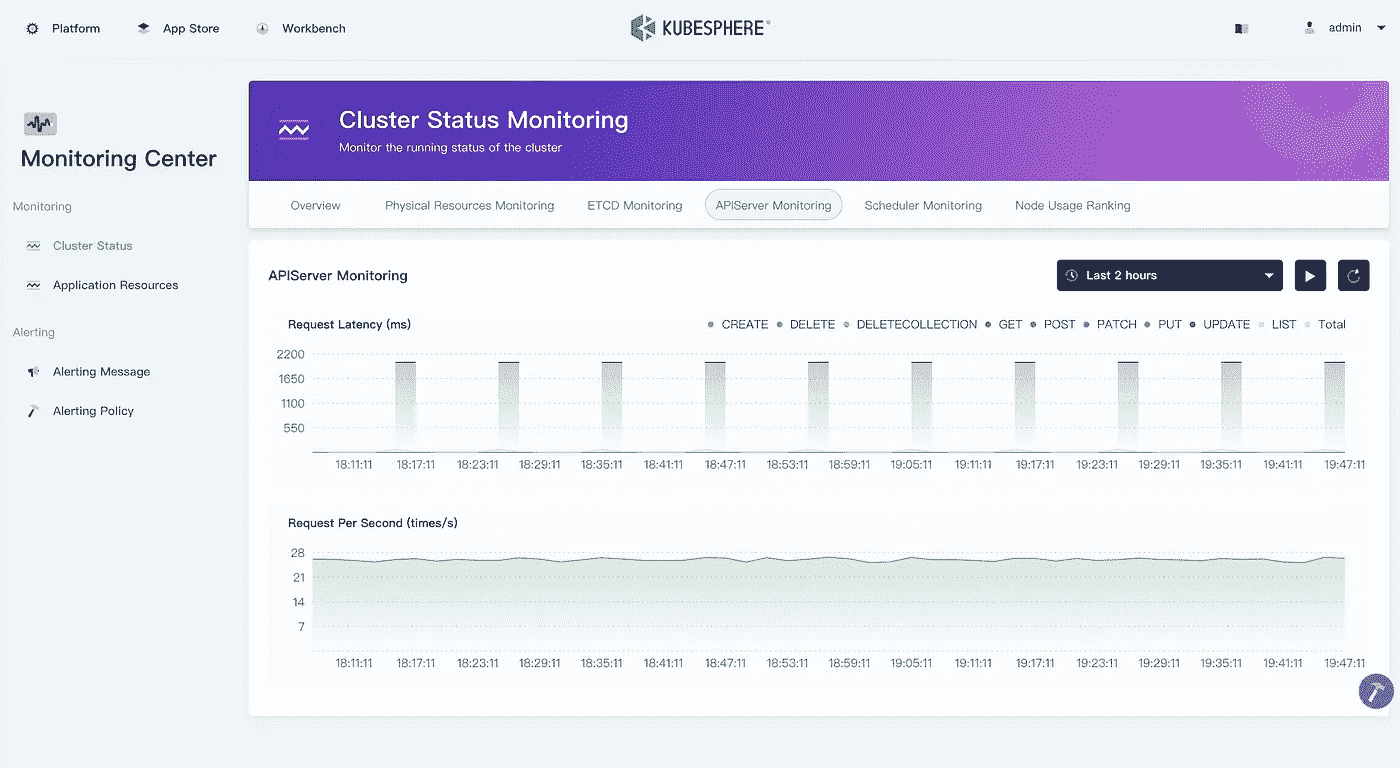 Platform App Store Workbench KUBESPHERE® admin
Monitoring Center
Monitoring
Cluster Status
Application Resources
Alerting
Alerting Message
Alerting Policy
Cluster Status Monitoring
Monitor the running status of the cluster
Overview Physical Resources Monitoring ETCD Monitoring APIServer Monitoring Scheduler Monitoring Node Usage Ranking
APIServer Monitoring Last 2 hours
Request Latency (ms) CREATE DELETE DELETECOLLECTION GET POST PATCH PUT UPDATE LIST Total
2200
1650
1100
550
18:11:11 18:17:11 18:23:11 18:29:11 18:35:11 18:41:11 18:47:11 18:53:11 18:59:11 19:05:11 19:11:11 19:17:11 19:23:11 19:29:11 19:35:11 19:41:11 19:47:11
Request Per Second (times/s)
28
21
14
7
18:11:11 18:17:11 18:23:11 18:29:11 18:35:11 18:41:11 18:47:11 18:53:11 18:59:11 19:05:11 19:11:11 19:17:11 19:23:11 19:29:11 19:35:11 19:41:11 19:47:11